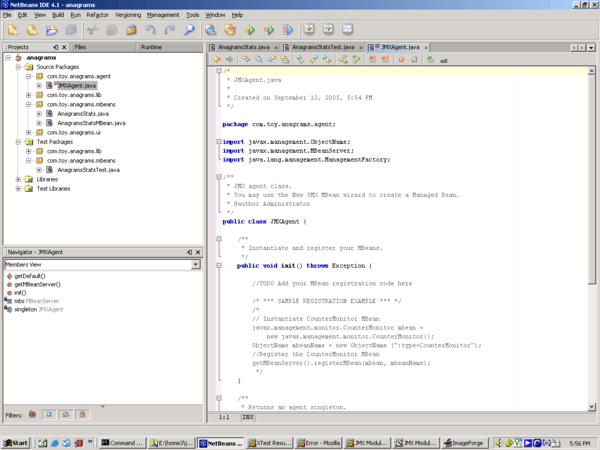 NetBeans IDE 4.1 - anagrams
File Edit View Build Run Refactor Versioning Management Tools Window Help
Projects Files Runtime
anagrams
Source Packages
com.toy.anagrams.agent
JMXAgent.java
com.toy.anagrams.lib
com.toy.anagrams.mbeans
AnagramsStats.java
AnagramsStatsMBean.java
com.toy.anagrams.ui
Test Packages
com.toy.anagrams.lib
com.toy.anagrams.mbeans
AnagramsStatsTest.java
Libraries
Test Libraries
Navigator - JMXAgent
Members View
getDefault()
getMBeanServer()
init()
mbs MBeanServer
singleton JMXAgent
Filters:
AnagramsStats.java AnagramsStatsTest.java JMXAgent.java
/*
* JMXAgent.java
*
* Created on September 12, 2005, 5:54 PM
*/
package com.toy.anagrams.agent;
import javax.management.ObjectName;
import javax.management.MBeanServer;
import java.lang.management.ManagementFactory;
/**
* JMX agent class.
* You may use the New JMX MBean wizard to create a Managed Bean.
* @author Administrator
*/
public class JMXAgent {
/**
* Instantiate and register your MBeans.
*/
public void init() throws Exception {
//TODO Add your MBean registration code here
/* *** SAMPLE REGISTRATION EXAMPLE *** */
/*
// Instantiate CounterMonitor MBean
javax.management.monitor.CounterMonitor mbean =
new javax.management.monitor.CounterMonitor();
ObjectName mbeanName = new ObjectName (":type=CounterMonitor");
//Register the CounterMonitor MBean
getMBeanServer().registerMBean(mbean, mbeanName);
*/
}
/**
* Returns an agent singleton.
1:1 INS
Start Command ... NetBeans ... XTest Resu... Error - Mozilla JMX Modul... JMX Modul... ImageForge 5:56 PM